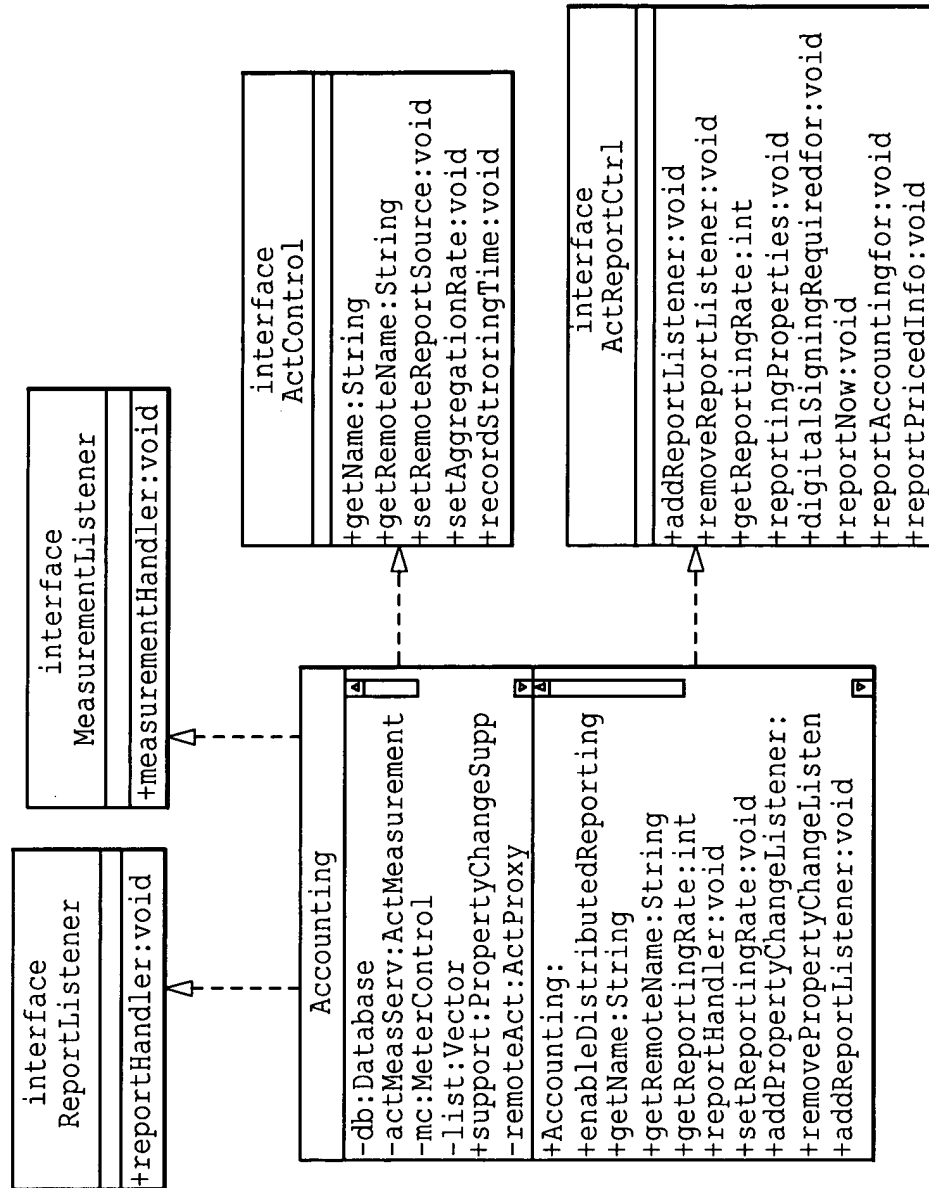 interface
ReportListener
+reportHandler:void
interface
MeasurementListener
+measurementHandler:void
Accounting
-db:Database
-actMeasServ:ActMeasurement
-mc:MeterControl
-list:Vector
+support:PropertyChangeSupp
-remoteAct:ActProxy
+Accounting:
+enableDistributedReporting
+getName:String
+getRemoteName:String
+getReportingRate:int
+reportHandler:void
+setReportingRate:void
+addPropertyChangeListener:
+removePropertyChangeListen
+addReportListener:void
interface
ActControl
+getName:String
+getRemoteName:String
+setRemoteReportSource:void
+setAggregationRate:void
+recordStroringTime:void
interface
ActReportCtrl
+addReportListener:void
+removeReportListener:void
+getReportingRate:int
+reportingProperties:void
+digitalSigningRequiredfor:void
+reportNow:void
+reportAccountingfor:void
+reportPricedInfo:void